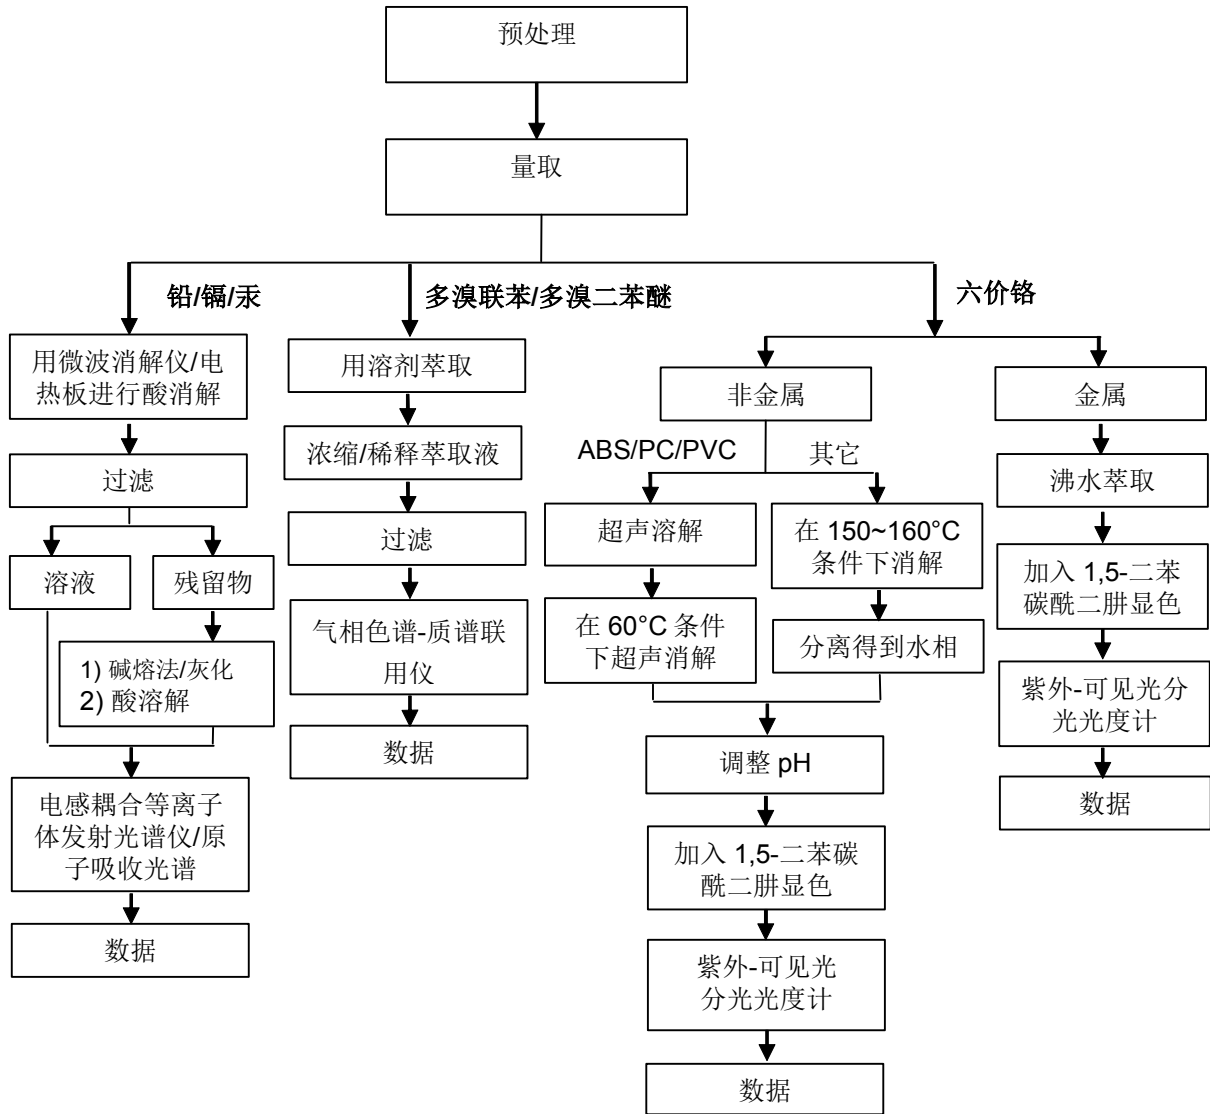 预处理
量取
铅/镉/汞
多溴联苯/多溴二苯醚
六价铬
用微波消解仪/电
热板进行酸消解
过滤
溶液
残留物
1) 碱熔法/灰化
2) 酸溶解
电感耦合等离子
体发射光谱仪/原
子吸收光谱
数据
用溶剂萃取
浓缩/稀释萃取液
过滤
气相色谱-质谱联
用仪
数据
非金属
ABS/PC/PVC
其它
超声溶解
在 60°C 条件
下超声消解
在 150~160°C
条件下消解
分离得到水相
调整 pH
加入 1,5-二苯碳
酰二肼显色
紫外-可见光
分光光度计
数据
金属
沸水萃取
加入 1,5-二苯
碳酰二肼显色
紫外-可见光分
光光度计
数据